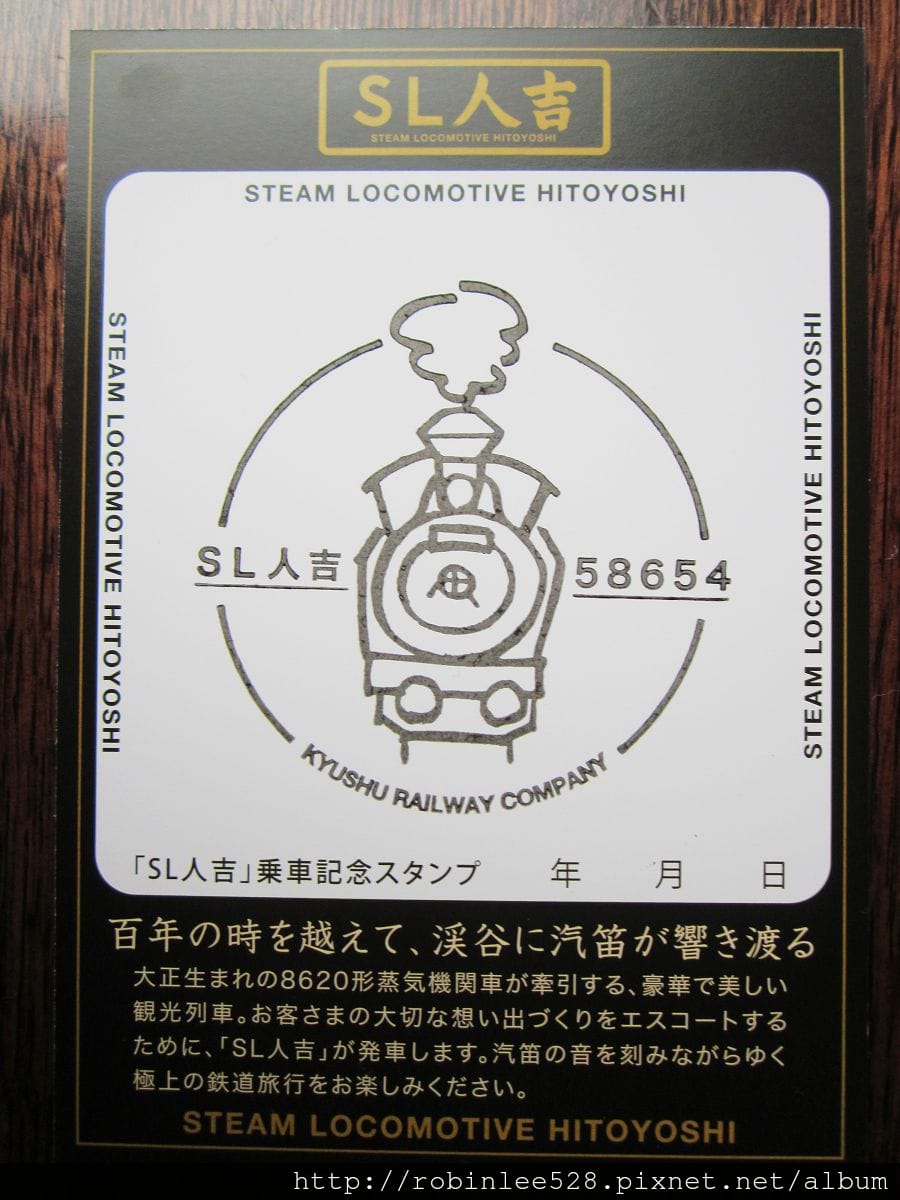 SL人吉
STEAM LOCOMOTIVE HITOYOSHI
STEAM LOCOMOTIVE HITOYOSHI
STEAM LOCOMOTIVE HITOYOSHI
STEAM LOCOMOTIVE HITOYOSHI
SL人吉
58654
KYUSHU RAILWAY COMPANY
「SL人吉」乗車記念スタンプ 年 月 日
百年の時を越えて、渓谷に汽笛が響き渡る
大正生まれの8620形蒸気機関車が牽引する、豪華で美しい
観光列車。お客さまの大切な想い出づくりをエスコートする
ために、「SL人吉」が発車します。汽笛の音を刻みながらゆく
極上の鉄道旅行をお楽しみください。
STEAM LOCOMOTIVE HITOYOSHI
http://robinlee528.pixnet.net/album